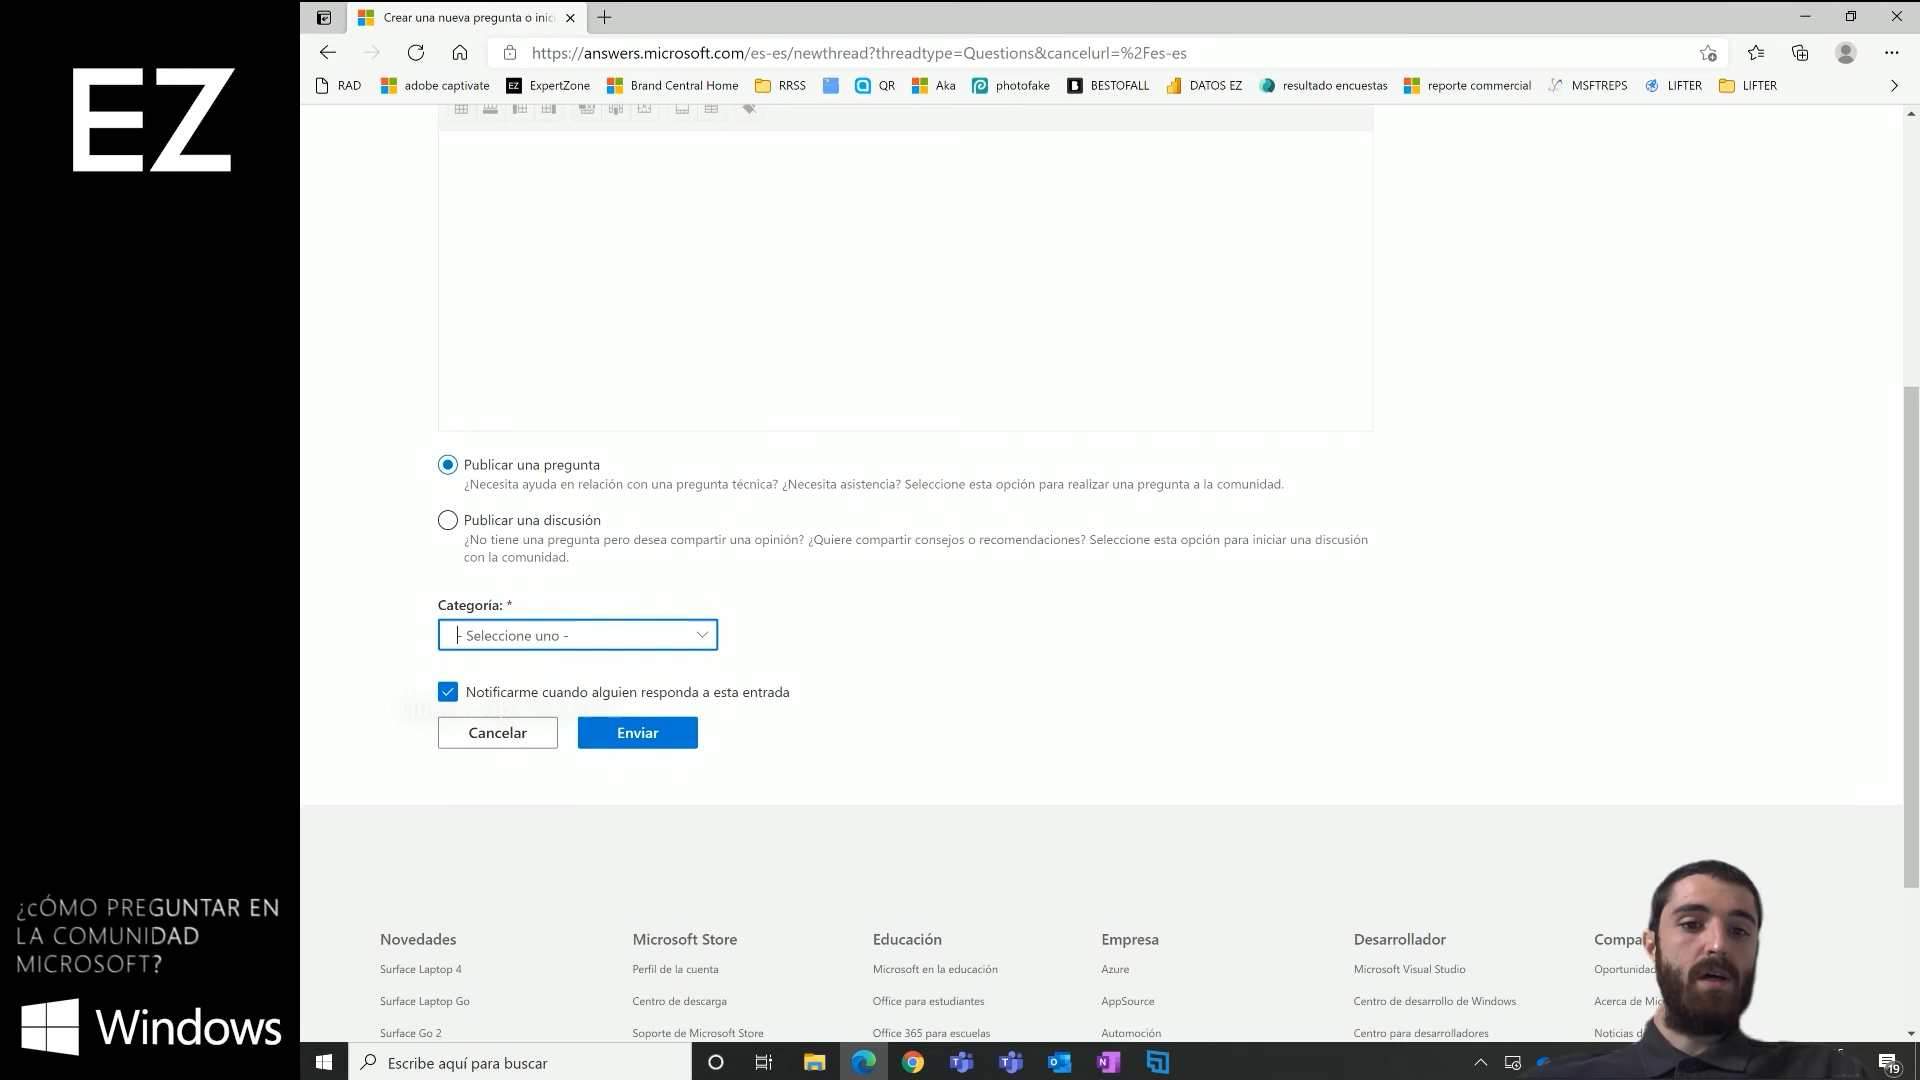 EZ
¿cÓMO PREGUNTAR EN
LA COMUNIDAD
MICROSOFT?
Windows
Crear una nueva pregunta o inic
https://answers.microsoft.com/es-es/newthread?threadtype=Questions&cancelurl=%2Fes-es
RAD
adobe captivate
EZ
ExpertZone
Brand Central Home
RRSS
QR
Aka
photofake
B
BESTOFALL
DATOS EZ
resultado encuestas
reporte commercial
MSFTREPS
LIFTER
LIFTER
Publicar una pregunta
¿Necesita ayuda en relación con una pregunta técnica? ¿Necesita asistencia? Seleccione esta opción para realizar una pregunta a la comunidad.
Publicar una discusión
¿No tiene una pregunta pero desea compartir una opinión? ¿Quiere compartir consejos o recomendaciones? Seleccione esta opción para iniciar una discusión
con la comunidad.
Categoría: *
- Seleccione uno -
Notificarme cuando alguien responda a esta entrada
Cancelar
Enviar
Novedades
Surface Laptop 4
Surface Laptop Go
Surface Go 2
Microsoft Store
Perfil de la cuenta
Centro de descarga
Soporte de Microsoft Store
Educación
Microsoft en la educación
Office para estudiantes
Office 365 para escuelas
Empresa
Azure
AppSource
Automoción
Desarrollador
Microsoft Visual Studio
Centro de desarrollo de Windows
Centro para desarrolladores
Compa
Oportunidad
Acerca de Mic
Noticias d
Escribe aquí para buscar
19